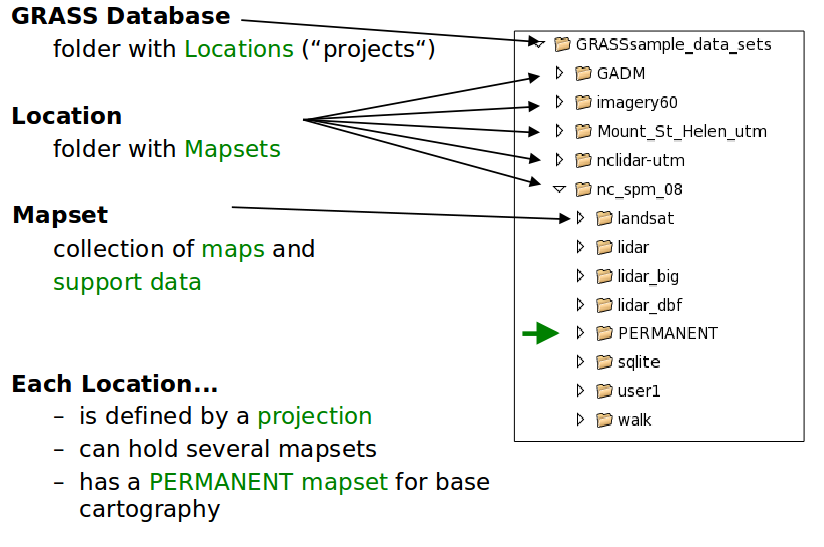 GRASS Database
folder with Locations (“projects“)
Location
folder with Mapsets
Mapset
collection of maps and
support data
Each Location...
– is defined by a projection
– can hold several mapsets
– has a PERMANENT mapset for base
cartography
GRASSsample_data_sets
GADM
imagery60
Mount_St_Helen_utm
nclidar-utm
nc_spm_08
landsat
lidar
lidar_big
lidar_dbf
PERMANENT
sqlite
user1
walk